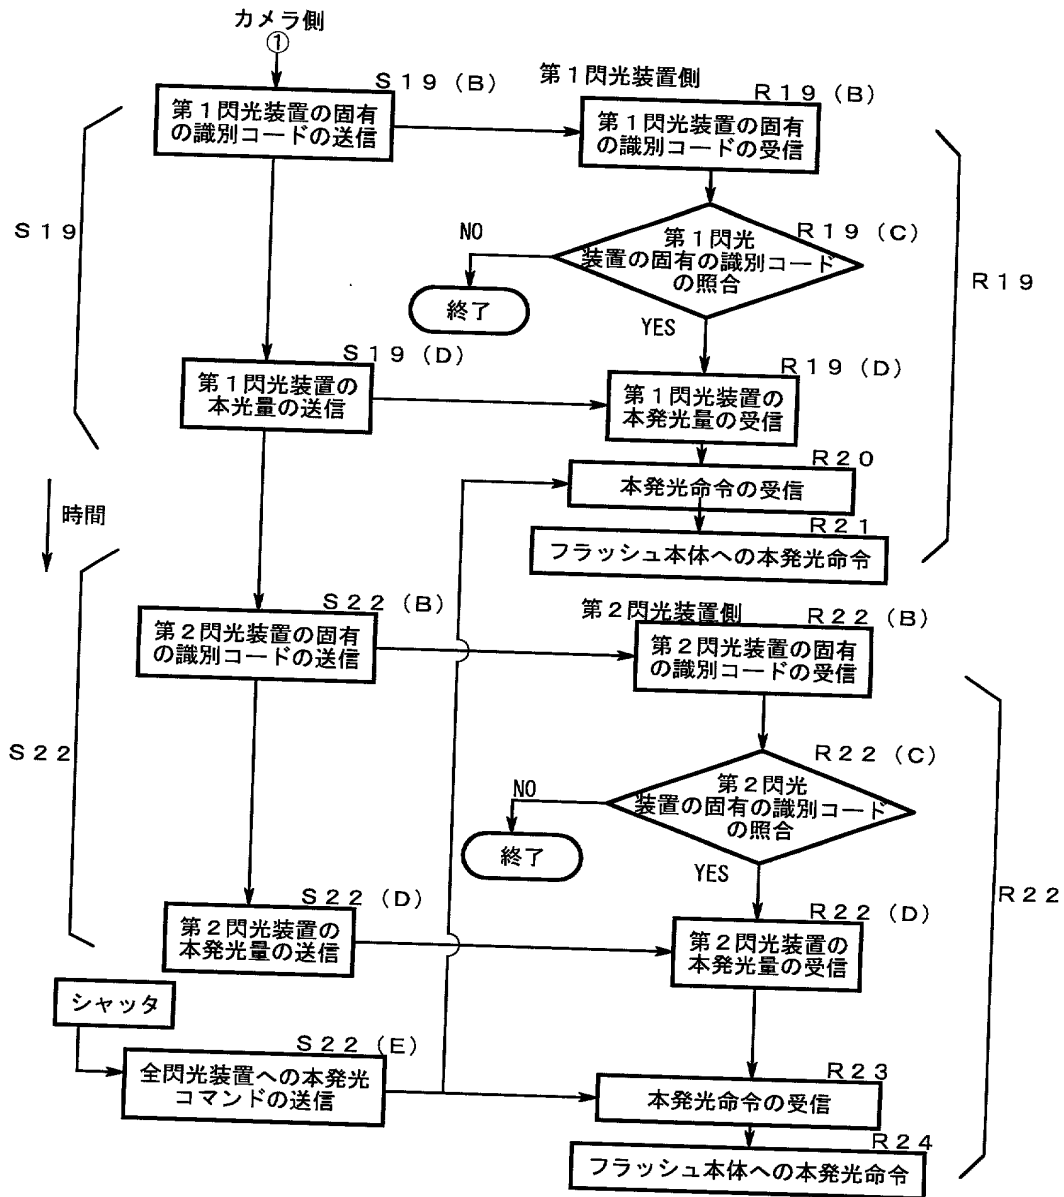 カメラ側
①
S19(B)
第1閃光装置の固有
の識別コードの送信
第1閃光装置側
R19(B)
第1閃光装置の固有
の識別コードの受信
S19
R19(C)
第1閃光
装置の固有の識別コード
の照合
NO
終了
YES
R19
S19(D)
第1閃光装置の
本光量の送信
R19(D)
第1閃光装置の
本発光量の受信
R20
本発光命令の受信
R21
フラッシュ本体への本発光命令
時間
S22(B)
第2閃光装置の固有
の識別コードの送信
第2閃光装置側
R22(B)
第2閃光装置の固有
の識別コードの受信
S22
R22(C)
第2閃光
装置の固有の識別コード
の照合
NO
終了
YES
R22
S22(D)
第2閃光装置の
本発光量の送信
R22(D)
第2閃光装置の
本発光量の受信
シャッタ
S22(E)
全閃光装置への本発光
コマンドの送信
R23
本発光命令の受信
R24
フラッシュ本体への本発光命令